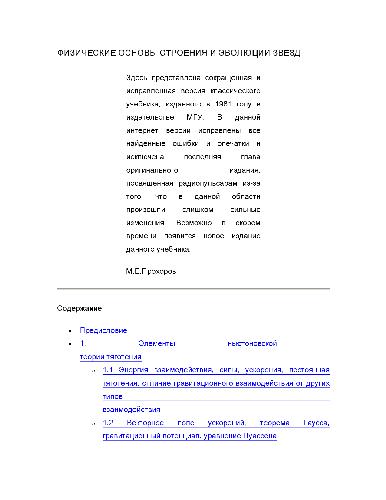 ФИЗИЧЕСКИЕ ОСНОВЫ СТРОЕНИЯ И ЭВОЛЮЦИИ ЗВЕЗД
Здесь представлена сокращенная и
исправленная версия классического
учебника, изданного в 1981 году в
издательстве МГУ. В данной
интернет версии исправлены все
найденные ошибки и опечатки и
исключена последняя глава
оригинального издания,
посвященная радиопульсарам из-за
того что в данной области
произошли слишком сильные
изменения. Возможно в скором
времени появится новое издание
данного учебника.
М.Е.Прохоров
Содержание
• Предисловие
• 1. Элементы ньютоновской
теории тяготения
o 1.1 Энергия взаимодействия, силы, ускорения, постоянная
тяготения, отличие гравитационного взаимодействия от других
типов
взаимодействия
o 1.2 Векторное поле ускорений, теорема Гаусса,
гравитационный потенциал, уравнение Пуассона